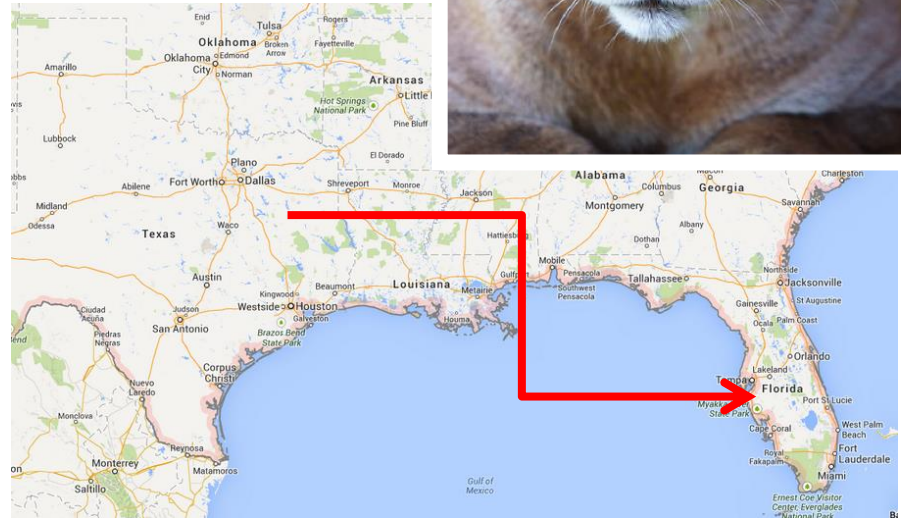 Enid
Tulsa
Rogers
Oklahoma
Broken
Arrow
Fayetteville
Edmond
Oklahoma
City
Norman
Amarillo
Arkansas
Hot Springs
National Park
Little
Pine Bluff
Lubbock
El Dorado
Plano
Fort Worth
Dallas
Abilene
Shreveport
Monroe
Jackson
Alabama
Columbus
Georgia
Charleston
Montgomery
Savannah
Midland
Odessa
Texas
Waco
Hattiesburg
Dothan
Albany
Mobile
Austin
Kingwood
Beaumont
Louisiana
Metairie
Gulfport
Pensacola
Southwest
Pensacola
Tallahassee
Northside
Jacksonville
Westside
Houston
Galveston
Houma
Gainesville
St Augustine
Ocala
Palm Coast
Ciudad
Acuña
Judson
San Antonio
Brazos Bend
State Park
Piedras
Negras
Bend
Orlando
Corpus
Christi
Lakeland
Tampa
Florida
Nuevo
Laredo
Port St Lucie
Myakka River
State Park
Monclova
Cape Coral
West Palm
Beach
Reynosa
Royal
Fakapalm
Fort
Lauderdale
Monterrey
Matamoros
Miami
Saltillo
Gulf of
Mexico
Ernest Coe Visitor
Center, Everglades
National Park